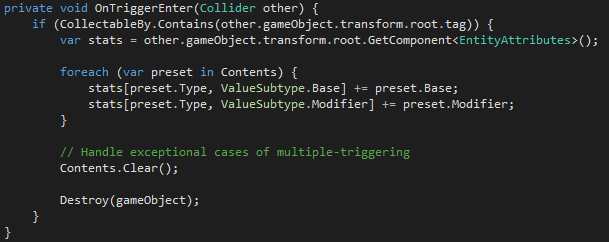 private void OnTriggerEnter(Collider other) {
if (CollectableBy.Contains(other.gameObject.transform.root.tag)) {
var stats = other.gameObject.transform.root.GetComponent<EntityAttributes>();
foreach (var preset in Contents) {
stats[preset.Type, ValueSubtype.Base] += preset.Base;
stats[preset.Type, ValueSubtype.Modifier] += preset.Modifier;
}
// Handle exceptional cases of multiple-triggering
Contents.Clear();
Destroy(gameObject);
}
}